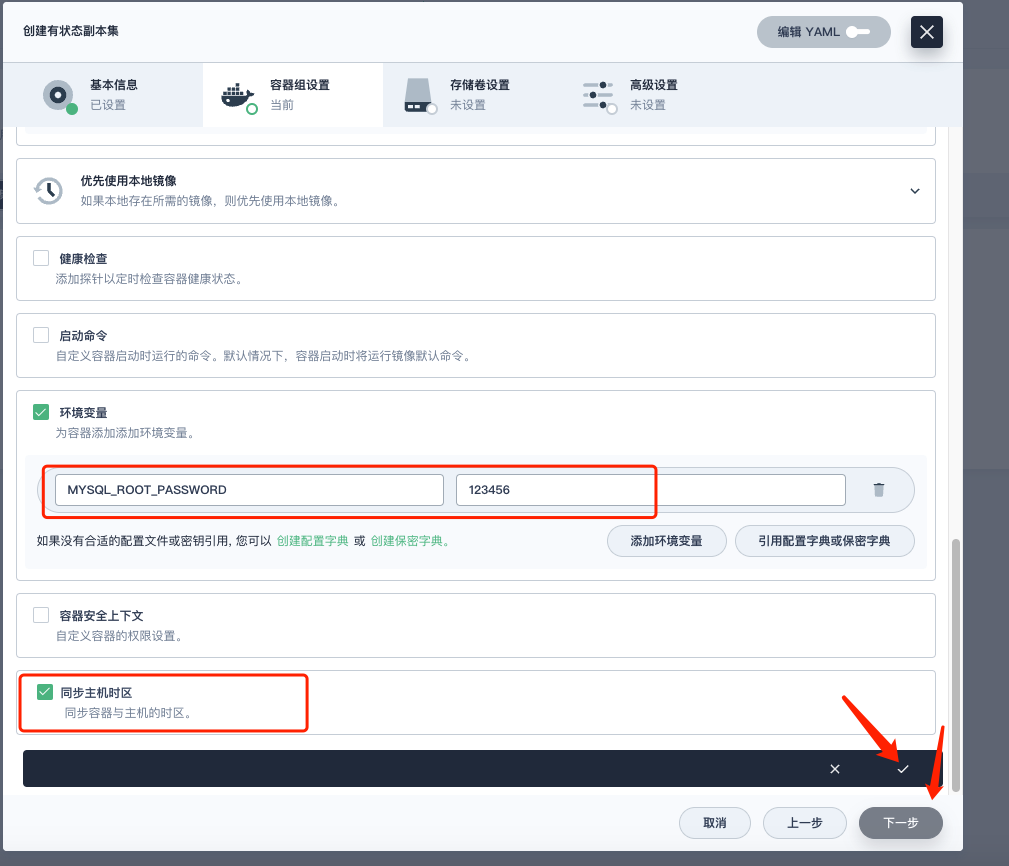 创建有状态副本集
编辑 YAML
基本信息
已设置
容器组设置
当前
存储卷设置
未设置
高级设置
未设置
优先使用本地镜像
如果本地存在所需的镜像，则优先使用本地镜像。
健康检查
添加探针以定时检查容器健康状态。
启动命令
自定义容器启动时运行的命令。默认情况下，容器启动时将运行镜像默认命令。
环境变量
为容器添加添加环境变量。
MYSQL_ROOT_PASSWORD 123456
如果没有合适的配置文件或密钥引用, 您可以 创建配置字典 或 创建保密字典。 添加环境变量 引用配置字典或保密字典
容器安全上下文
自定义容器的权限设置。
同步主机时区
同步容器与主机的时区。
取消 上一步 下一步